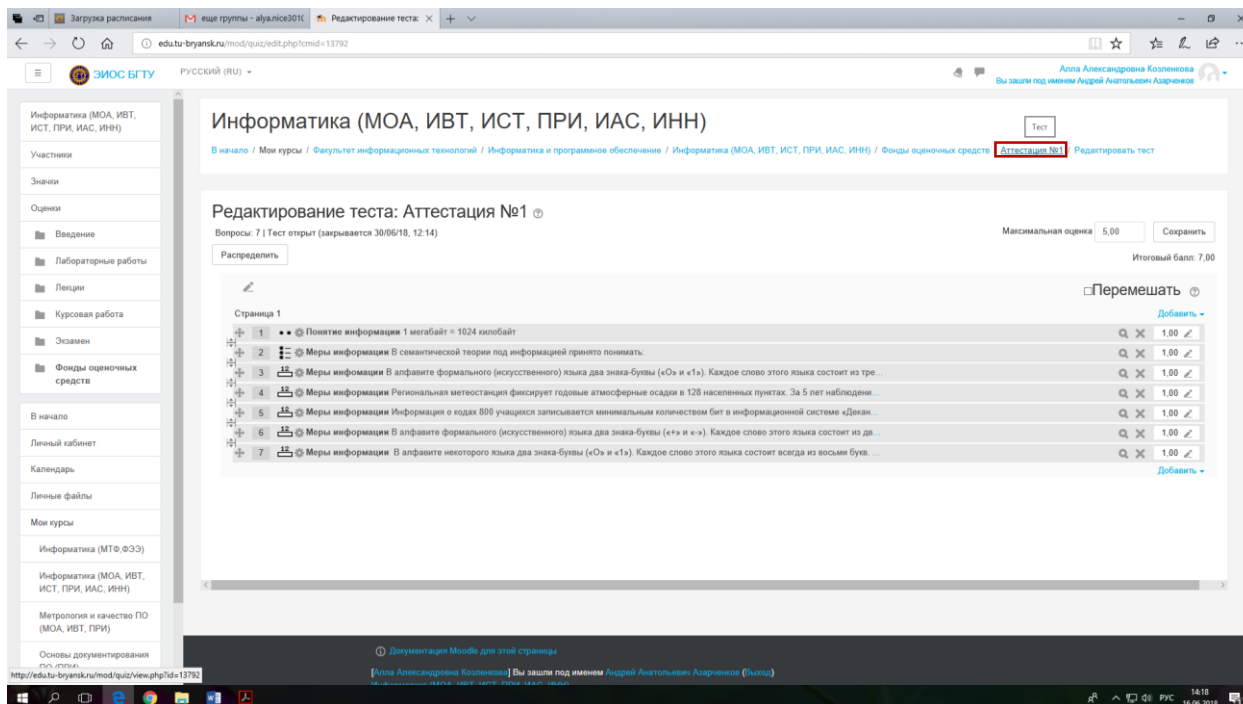 Загрузка расписания
еще группы - alya.nice301(
Редактирование теста:
edu.tu-bryansk.ru/mod/quiz/edit.php?cmid=13792
ЭИОС БГТУ
РУССКИЙ (RU)
Алла Александровна Козленкова
Вы зашли под именем Андрей Анатольевич Азарченков
Информатика (МОА, ИВТ,
ИСТ, ПРИ, ИАС, ИНН)
Участники
Значки
Оценки
Введение
Лабораторные работы
Лекции
Курсовая работа
Экзамен
Фонды оценочных
средств
В начало
Личный кабинет
Календарь
Личные файлы
Мои курсы
Информатика (МТФ,ФЭЭ)
Информатика (МОА, ИВТ,
ИСТ, ПРИ, ИАС, ИНН)
Метрология и качество ПО
(МОА, ИВТ, ПРИ)
Основы документирования
http://edu.tu-bryansk.ru/mod/quiz/view.php?id=13792
Информатика (МОА, ИВТ, ИСТ, ПРИ, ИАС, ИНН)
Тест
В начало / Мои курсы / Факультет информационных технологий / Информатика и программное обеспечение / Информатика (МОА, ИВТ, ИСТ, ПРИ, ИАС, ИНН) / Фонды оценочных средств / Аттестация №1 / Редактировать тест
Редактирование теста: Аттестация №1
Вопросы: 7 | Тест открыт (закрывается 30/06/18, 12:14)
Максимальная оценка 5,00 Сохранить
Распределить
Итоговый балл: 7,00
Перемешать
Страница 1
Добавить
1 Понятие информации 1 мегабайт = 1024 килобайт 1,00
2 Меры информации В семантической теории под информацией принято понимать: 1,00
3 Меры инфомации В алфавите формального (искусственного) языка два знака-буквы («О» и «1»). Каждое слово этого языка состоит из тре... 1,00
4 Меры информации Региональная метеостанция фиксирует годовые атмосферные осадки в 128 населенных пунктах. За 5 лет наблюдени... 1,00
5 Меры информации Информация о кодах 800 учащихся записывается минимальным количеством бит в информационной системе «Декан... 1,00
6 Меры информации В алфавите формального (искусственного) языка два знака-буквы («+» и «-»). Каждое слово этого языка состоит из дв... 1,00
7 Меры информации В алфавите некоторого языка два знака-буквы («О» и «1»). Каждое слово этого языка состоит всегда из восьми букв. ... 1,00
Добавить
Документация Moodle для этой страницы
[Алла Александровна Козленкова] Вы зашли под именем Андрей Анатольевич Азарченков (Выход)
РУС
14:18
16.06.2018